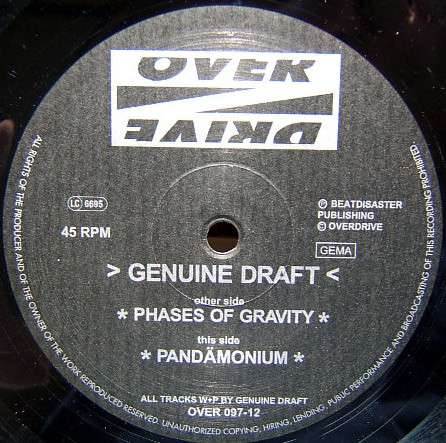 OVER
DRIVE
LC 6695
45 RPM
Ⓟ BEATDISASTER
PUBLISHING
© OVERDRIVE
GEMA
> GENUINE DRAFT <
other side
* PHASES OF GRAVITY *
this side
* PANDÄMONIUM *
ALL TRACKS W+P BY GENUINE DRAFT
OVER 097-12
ALL RIGHTS OF THE PRODUCER AND OF THE OWNER OF THE WORK REPRODUCED RESERVED. UNAUTHORIZED COPYING, HIRING, LENDING, PUBLIC PERFORMANCE AND BROADCASTING OF THIS RECORDING PROHIBITED.